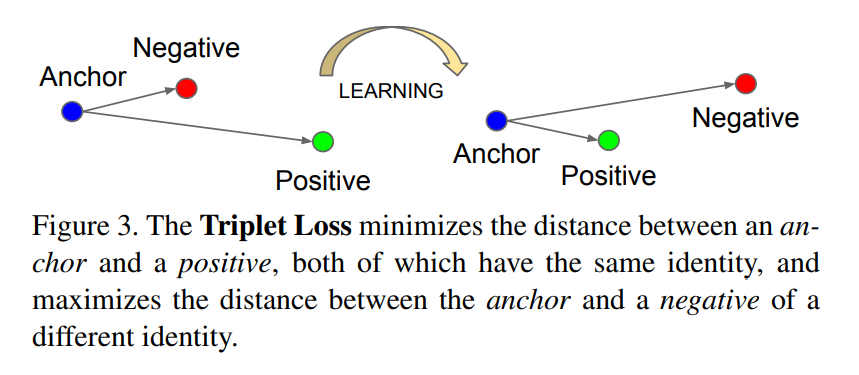 Negative
Anchor
LEARNING
Positive
Negative
Anchor
Positive
Figure 3. The Triplet Loss minimizes the distance between an an-
chor and a positive, both of which have the same identity, and
maximizes the distance between the anchor and a negative of a
different identity.